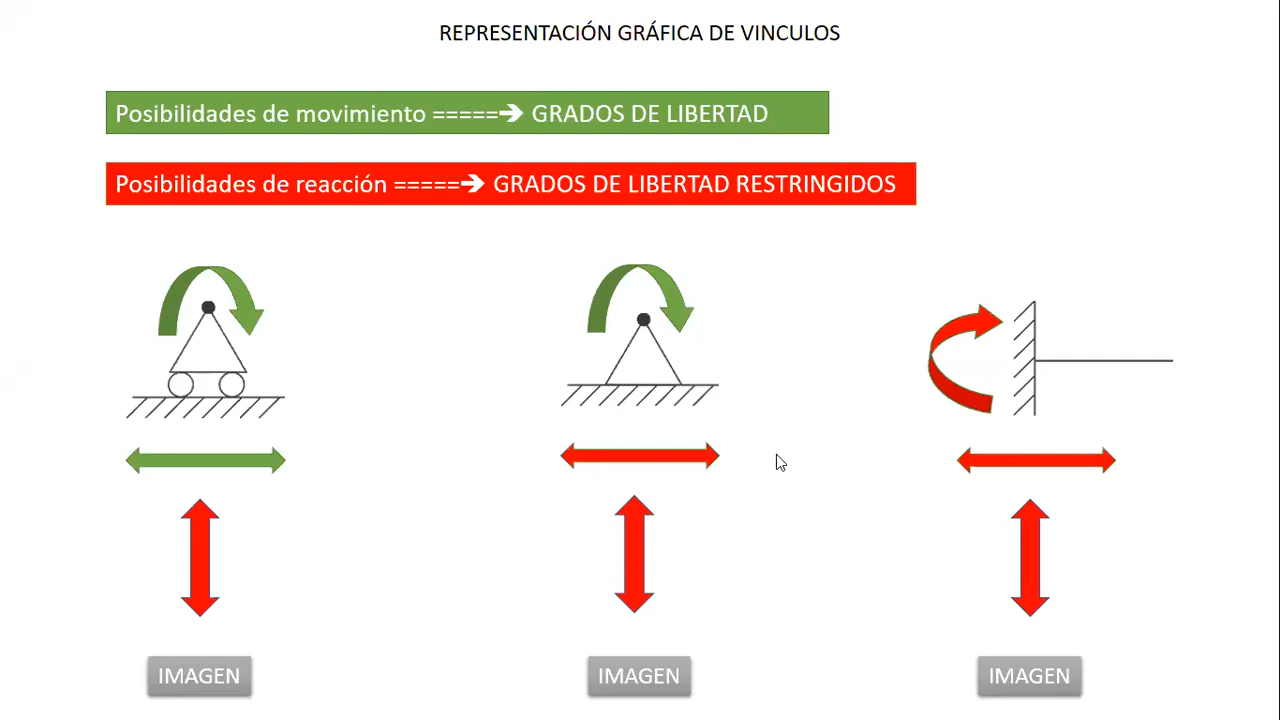 REPRESENTACIÓN GRÁFICA DE VINCULOS
Posibilidades de movimiento =====➔ GRADOS DE LIBERTAD
Posibilidades de reacción =====➔ GRADOS DE LIBERTAD RESTRINGIDOS
IMAGEN
IMAGEN
IMAGEN